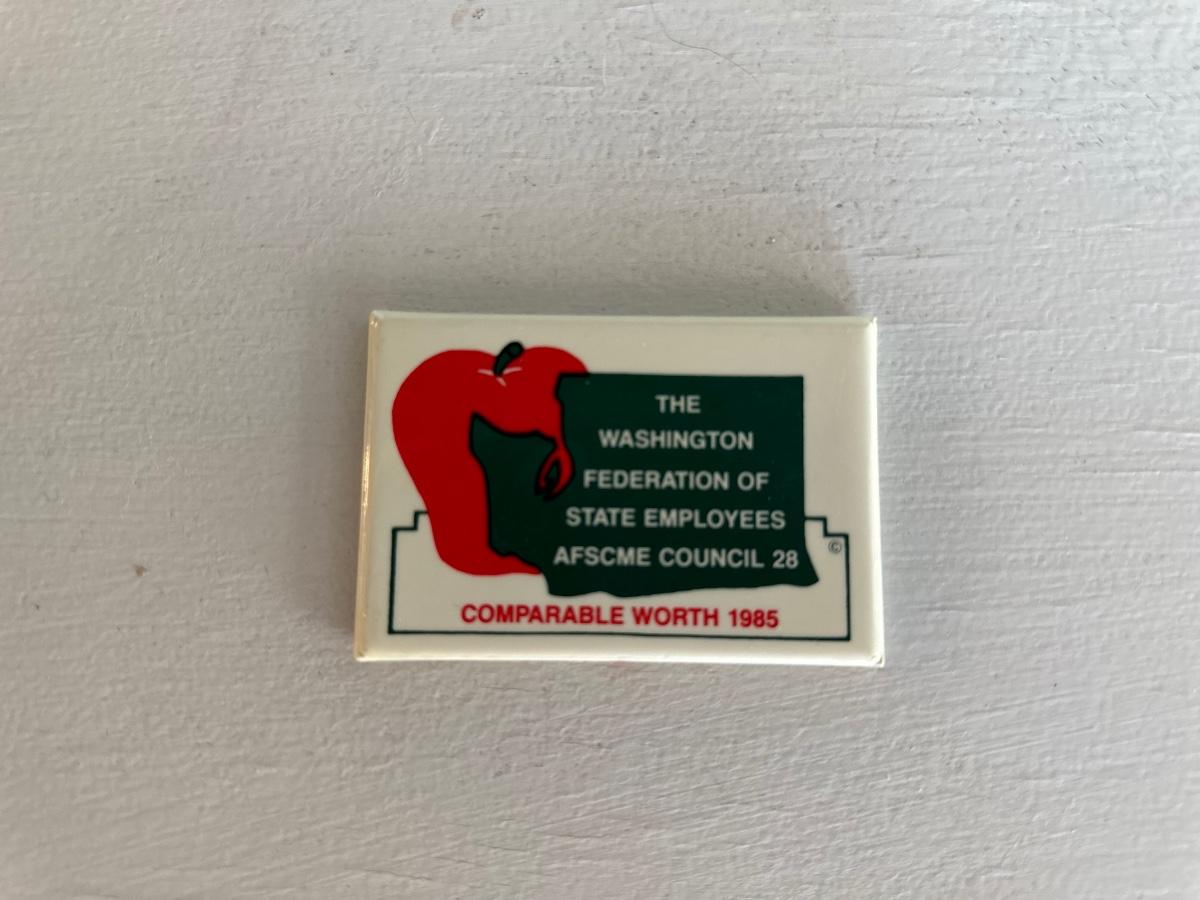 THE
WASHINGTON
FEDERATION OF
STATE EMPLOYEES
AFSCME COUNCIL 28
©
COMPARABLE WORTH 1985